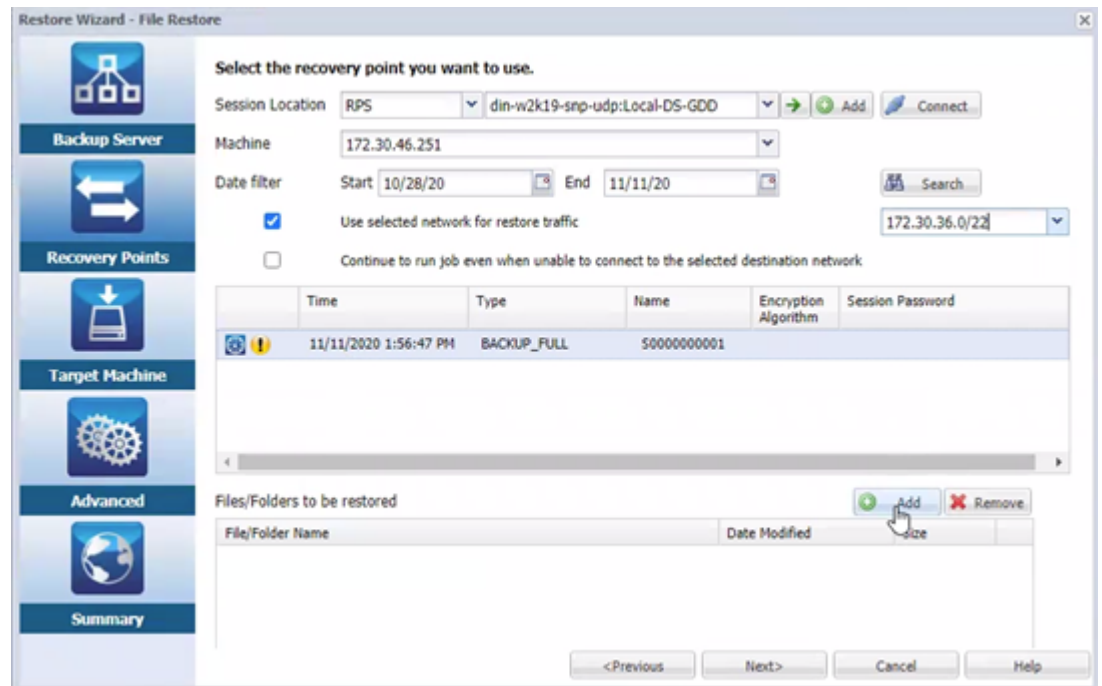 Restore Wizard - File Restore
Select the recovery point you want to use.
Session Location RPS din-w2k19-snp-udp:Local-DS-GDD Add Connect
Backup Server
Machine 172.30.46.251
Date filter Start 10/28/20 End 11/11/20 Search
Use selected network for restore traffic 172.30.36.0/22
Recovery Points
Continue to run job even when unable to connect to the selected destination network
Time Type Name Encryption Algorithm Session Password
11/11/2020 1:56:47 PM BACKUP_FULL S0000000001
Target Machine
Advanced
Files/Folders to be restored Add Remove
File/Folder Name Date Modified Size
Summary
<Previous Next> Cancel Help